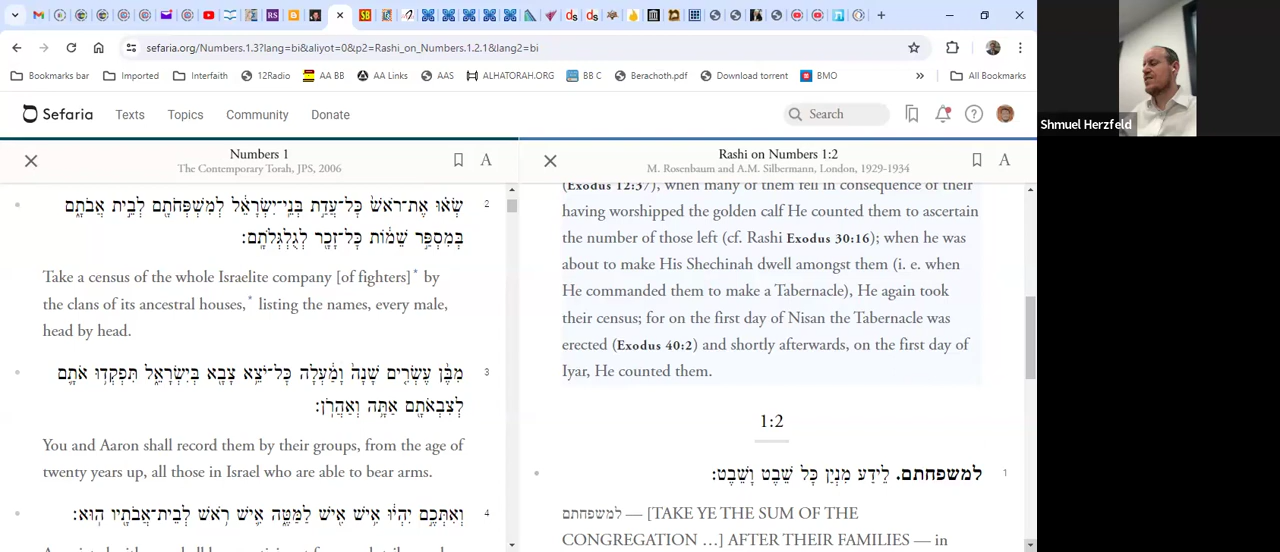 sefaria.org/Numbers.1.3?lang=bi&aliyot=0&p2=Rashi_on_Numbers.1.2.1&lang2=bi
Bookmarks bar Imported Interfaith 12Radio AA BB AA Links AAS ALHATORAH.ORG BB C Berachoth.pdf Download torrent BMO » All Bookmarks
Sefaria Texts Topics Community Donate Search
Shmuel Herzfeld
Numbers 1
The Contemporary Torah, JPS, 2006
A
2
שְׂא֗וּ אֶת־רֹאשׁ֙ כׇּל־עֲדַ֣ת בְּנֵֽי־יִשְׂרָאֵ֔ל לְמִשְׁפְּחֹתָ֖ם לְבֵ֣ית אֲבֹתָ֑ם
בְּמִסְפַּ֣ר שֵׁמ֔וֹת כׇּל־זָכָ֖ר לְגֻלְגְּלֹתָֽם׃
Take a census of the whole Israelite company [of fighters]* by
the clans of its ancestral houses,* listing the names, every male,
head by head.
3
מִבֶּ֨ן עֶשְׂרִ֤ים שָׁנָה֙ וָמַ֔עְלָה כׇּל־יֹצֵ֥א צָבָ֖א בְּיִשְׂרָאֵ֑ל תִּפְקְד֥וּ אֹתָ֛ם
לְצִבְאֹתָ֖ם אַתָּ֥ה וְאַהֲרֹֽן׃
You and Aaron shall record them by their groups, from the age of
twenty years up, all those in Israel who are able to bear arms.
4
וְאִתְּכֶ֣ם יִהְי֔וּ אִ֥ישׁ אִ֖ישׁ לַמַּטֶּ֑ה אִ֛ישׁ רֹ֥אשׁ לְבֵית־אֲבֹתָ֖יו הֽוּא׃
Rashi on Numbers 1:2
M. Rosenbaum and A.M. Silbermann, London, 1929-1934
A
(Exodus 12:37), when many of them fell in consequence of their
having worshipped the golden calf He counted them to ascertain
the number of those left (cf. Rashi Exodus 30:16); when he was
about to make His Shechinah dwell amongst them (i. e. when
He commanded them to make a Tabernacle), He again took
their census; for on the first day of Nisan the Tabernacle was
erected (Exodus 40:2) and shortly afterwards, on the first day of
Iyar, He counted them.
1:2
1
למשפחתם. לֵידַע מִנְיַן כָּל שֵׁבֶט וָשֵׁבֶט:
למשפחתם — [TAKE YE THE SUM OF THE
CONGREGATION …] AFTER THEIR FAMILIES — in